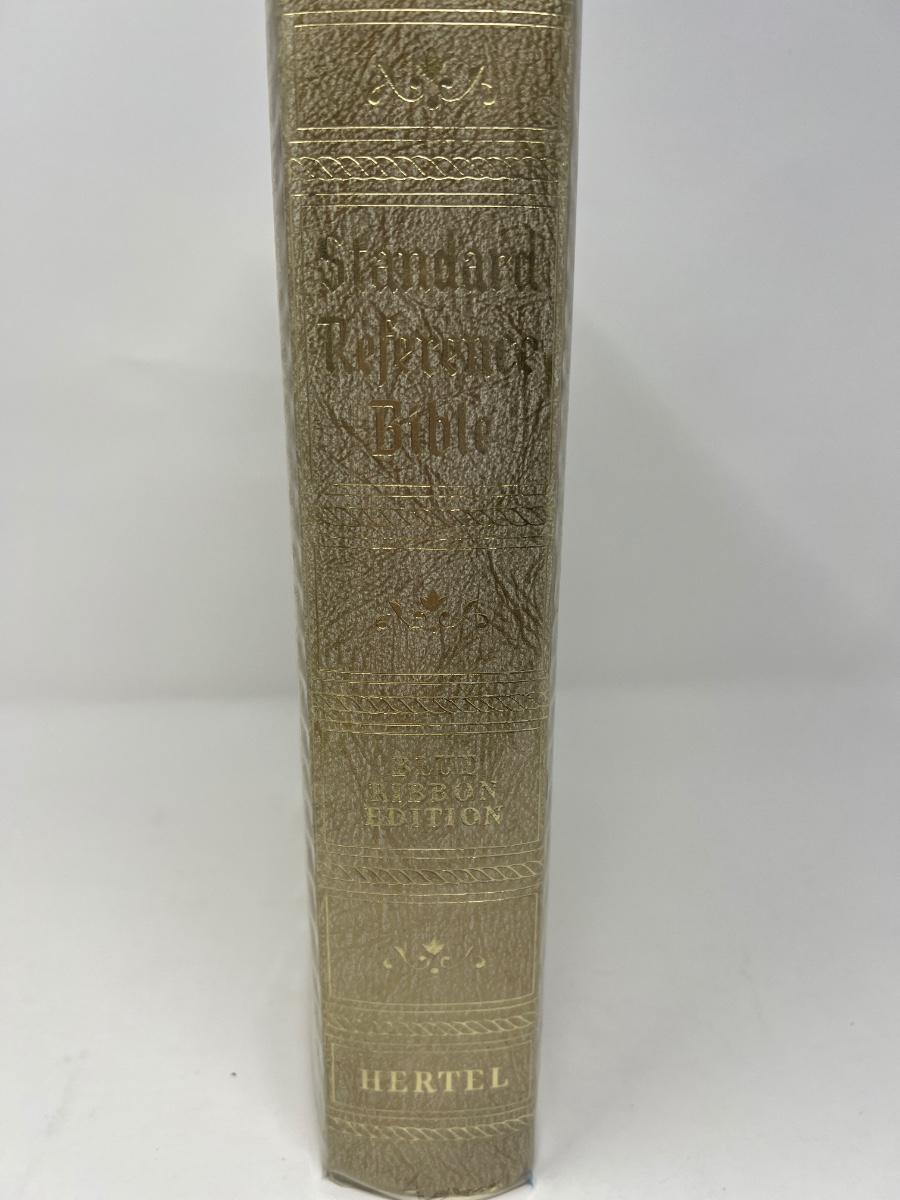 Standard
Reference
Bible
BLUE
RIBBON
EDITION
HERTEL